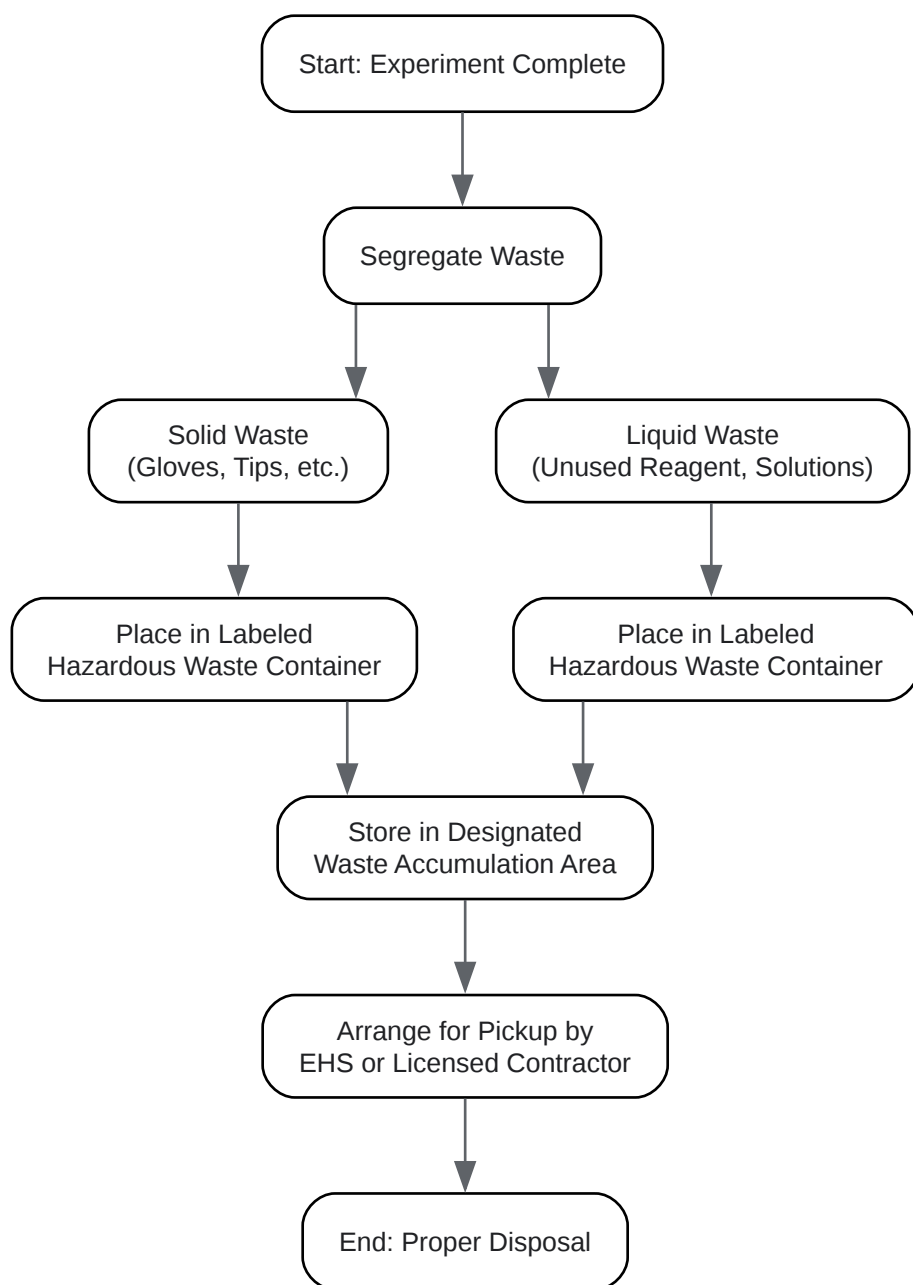 Start: Experiment Complete
Segregate Waste
Solid Waste
(Gloves, Tips, etc.)
Liquid Waste
(Unused Reagent, Solutions)
Place in Labeled
Hazardous Waste Container
Place in Labeled
Hazardous Waste Container
Store in Designated
Waste Accumulation Area
Arrange for Pickup by
EHS or Licensed Contractor
End: Proper Disposal